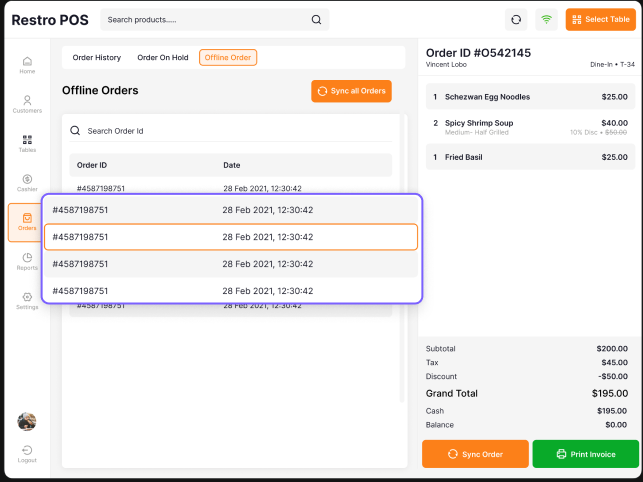 Restro POS
Search products.....
Select Table
Home
Customers
Tables
Cashier
Orders
Reports
Settings
Logout
Order History
Order On Hold
Offline Order
Offline Orders
Sync all Orders
Search Order Id
Order ID Date
#4587198751 28 Feb 2021, 12:30:42
#4587198751 28 Feb 2021, 12:30:42
#4587198751 28 Feb 2021, 12:30:42
#4587198751 28 Feb 2021, 12:30:42
#4587198751 28 Feb 2021, 12:30:42
#4587198751 28 Feb 2021, 12:30:42
Order ID #O542145
Vincent Lobo Dine-In • T-34
1 Schezwan Egg Noodles $25.00
2 Spicy Shrimp Soup $40.00
Medium- Half Grilled 10% Disc • $50.00
1 Fried Basil $25.00
Subtotal $200.00
Tax $45.00
Discount -$50.00
Grand Total $195.00
Cash $195.00
Balance $0.00
Sync Order
Print Invoice